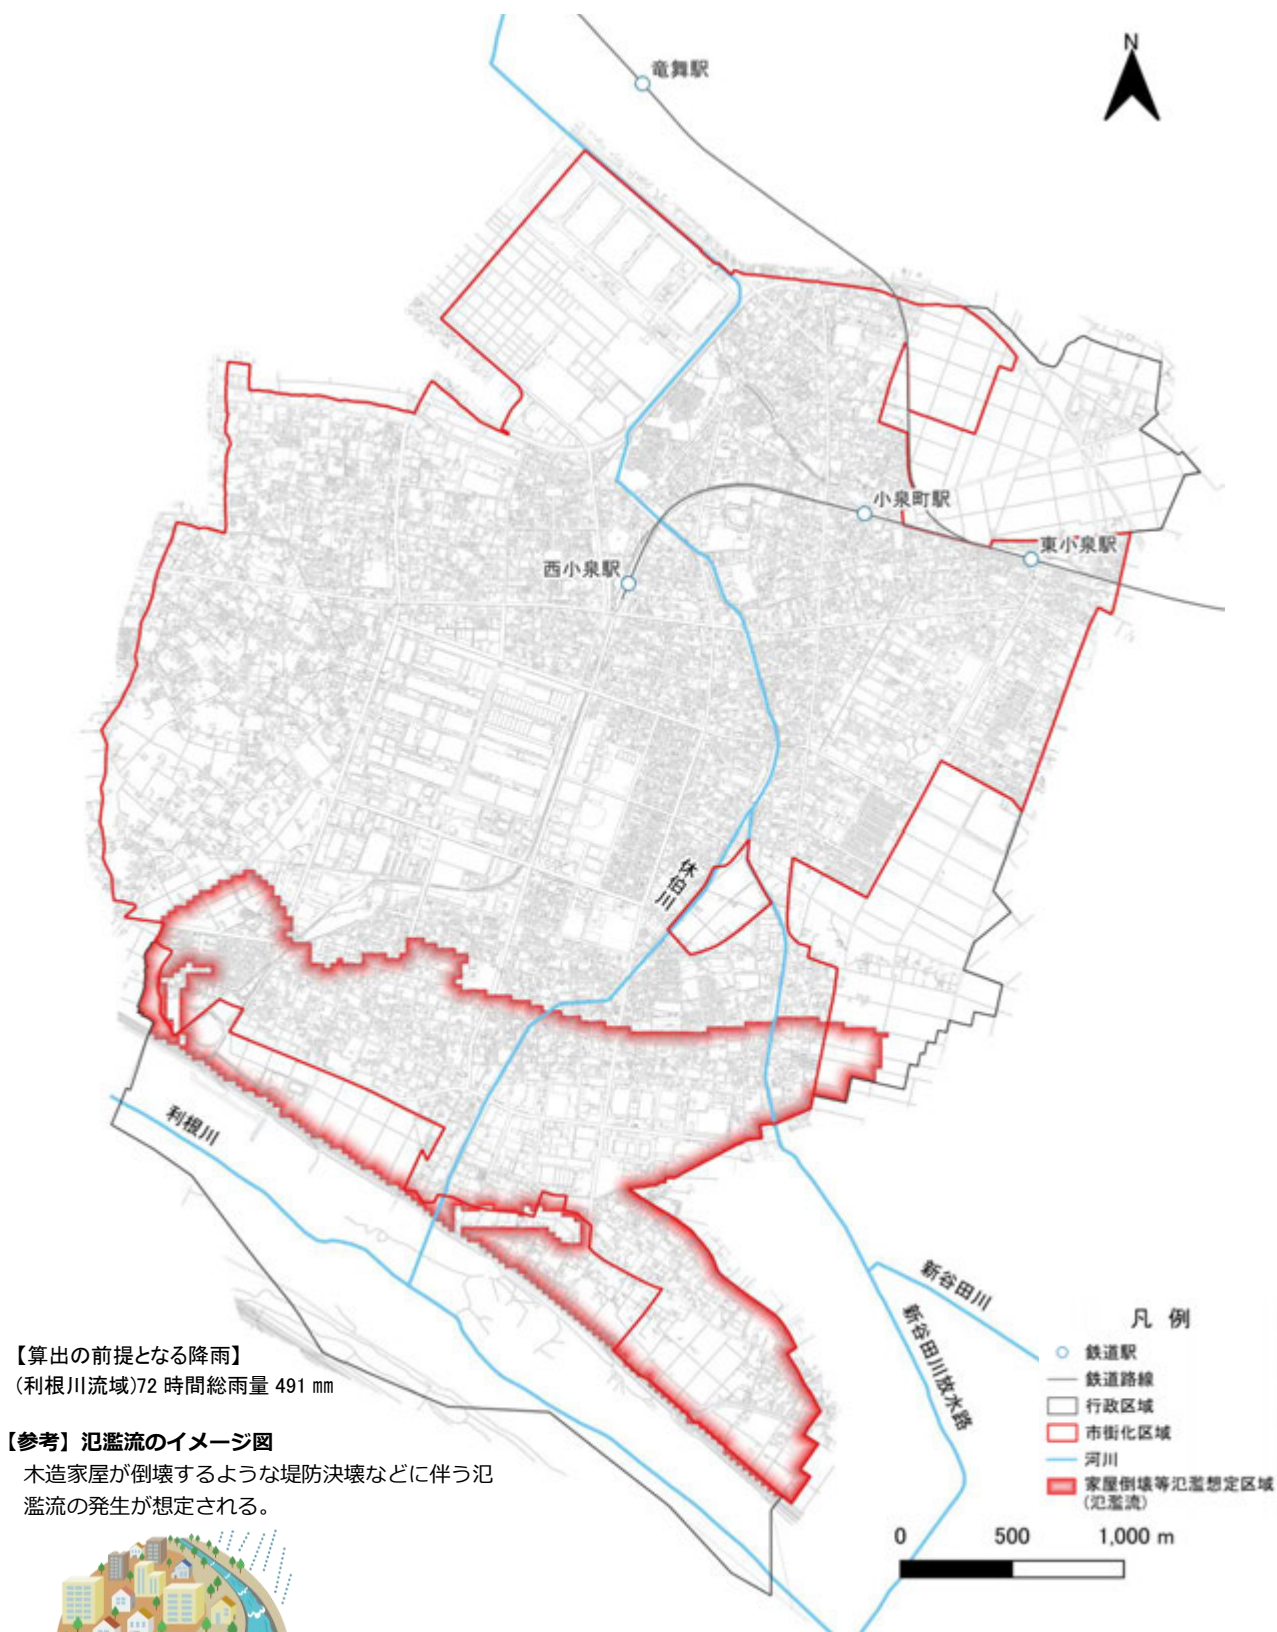 N
竜舞駅
小泉町駅
東小泉駅
西小泉駅
休泊川
利根川
新谷田川
新谷田川放水路
【算出の前提となる降雨】
(利根川流域)72 時間総雨量 491 ㎜
【参考】氾濫流のイメージ図
木造家屋が倒壊するような堤防決壊などに伴う氾
濫流の発生が想定される。
凡 例
鉄道駅
鉄道路線
行政区域
市街化区域
河川
家屋倒壊等氾濫想定区域
(氾濫流)
0 500 1,000 m